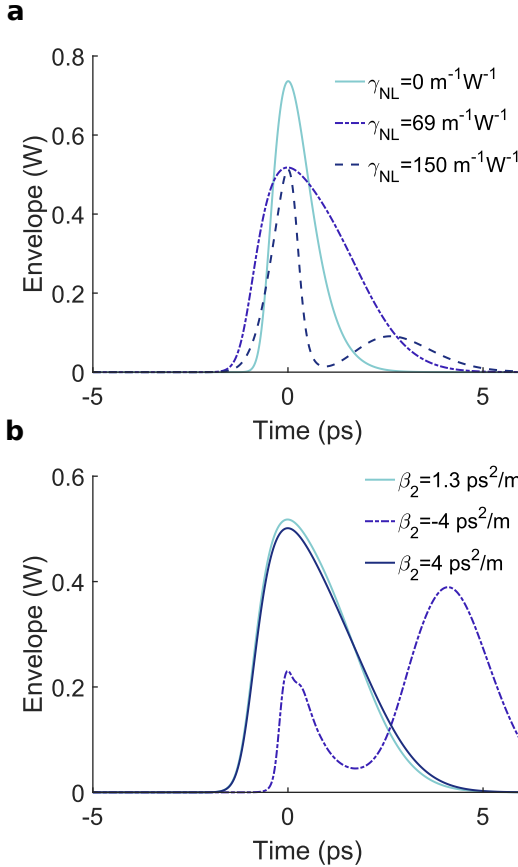 a
0.8
0.6
0.4
0.2
0
Envelope (W)
γNL=0 m⁻¹W⁻¹
γNL=69 m⁻¹W⁻¹
γNL=150 m⁻¹W⁻¹
-5
0
5
Time (ps)
b
0.6
0.4
0.2
0
Envelope (W)
β₂=1.3 ps²/m
β₂=-4 ps²/m
β₂=4 ps²/m
-5
0
5
Time (ps)